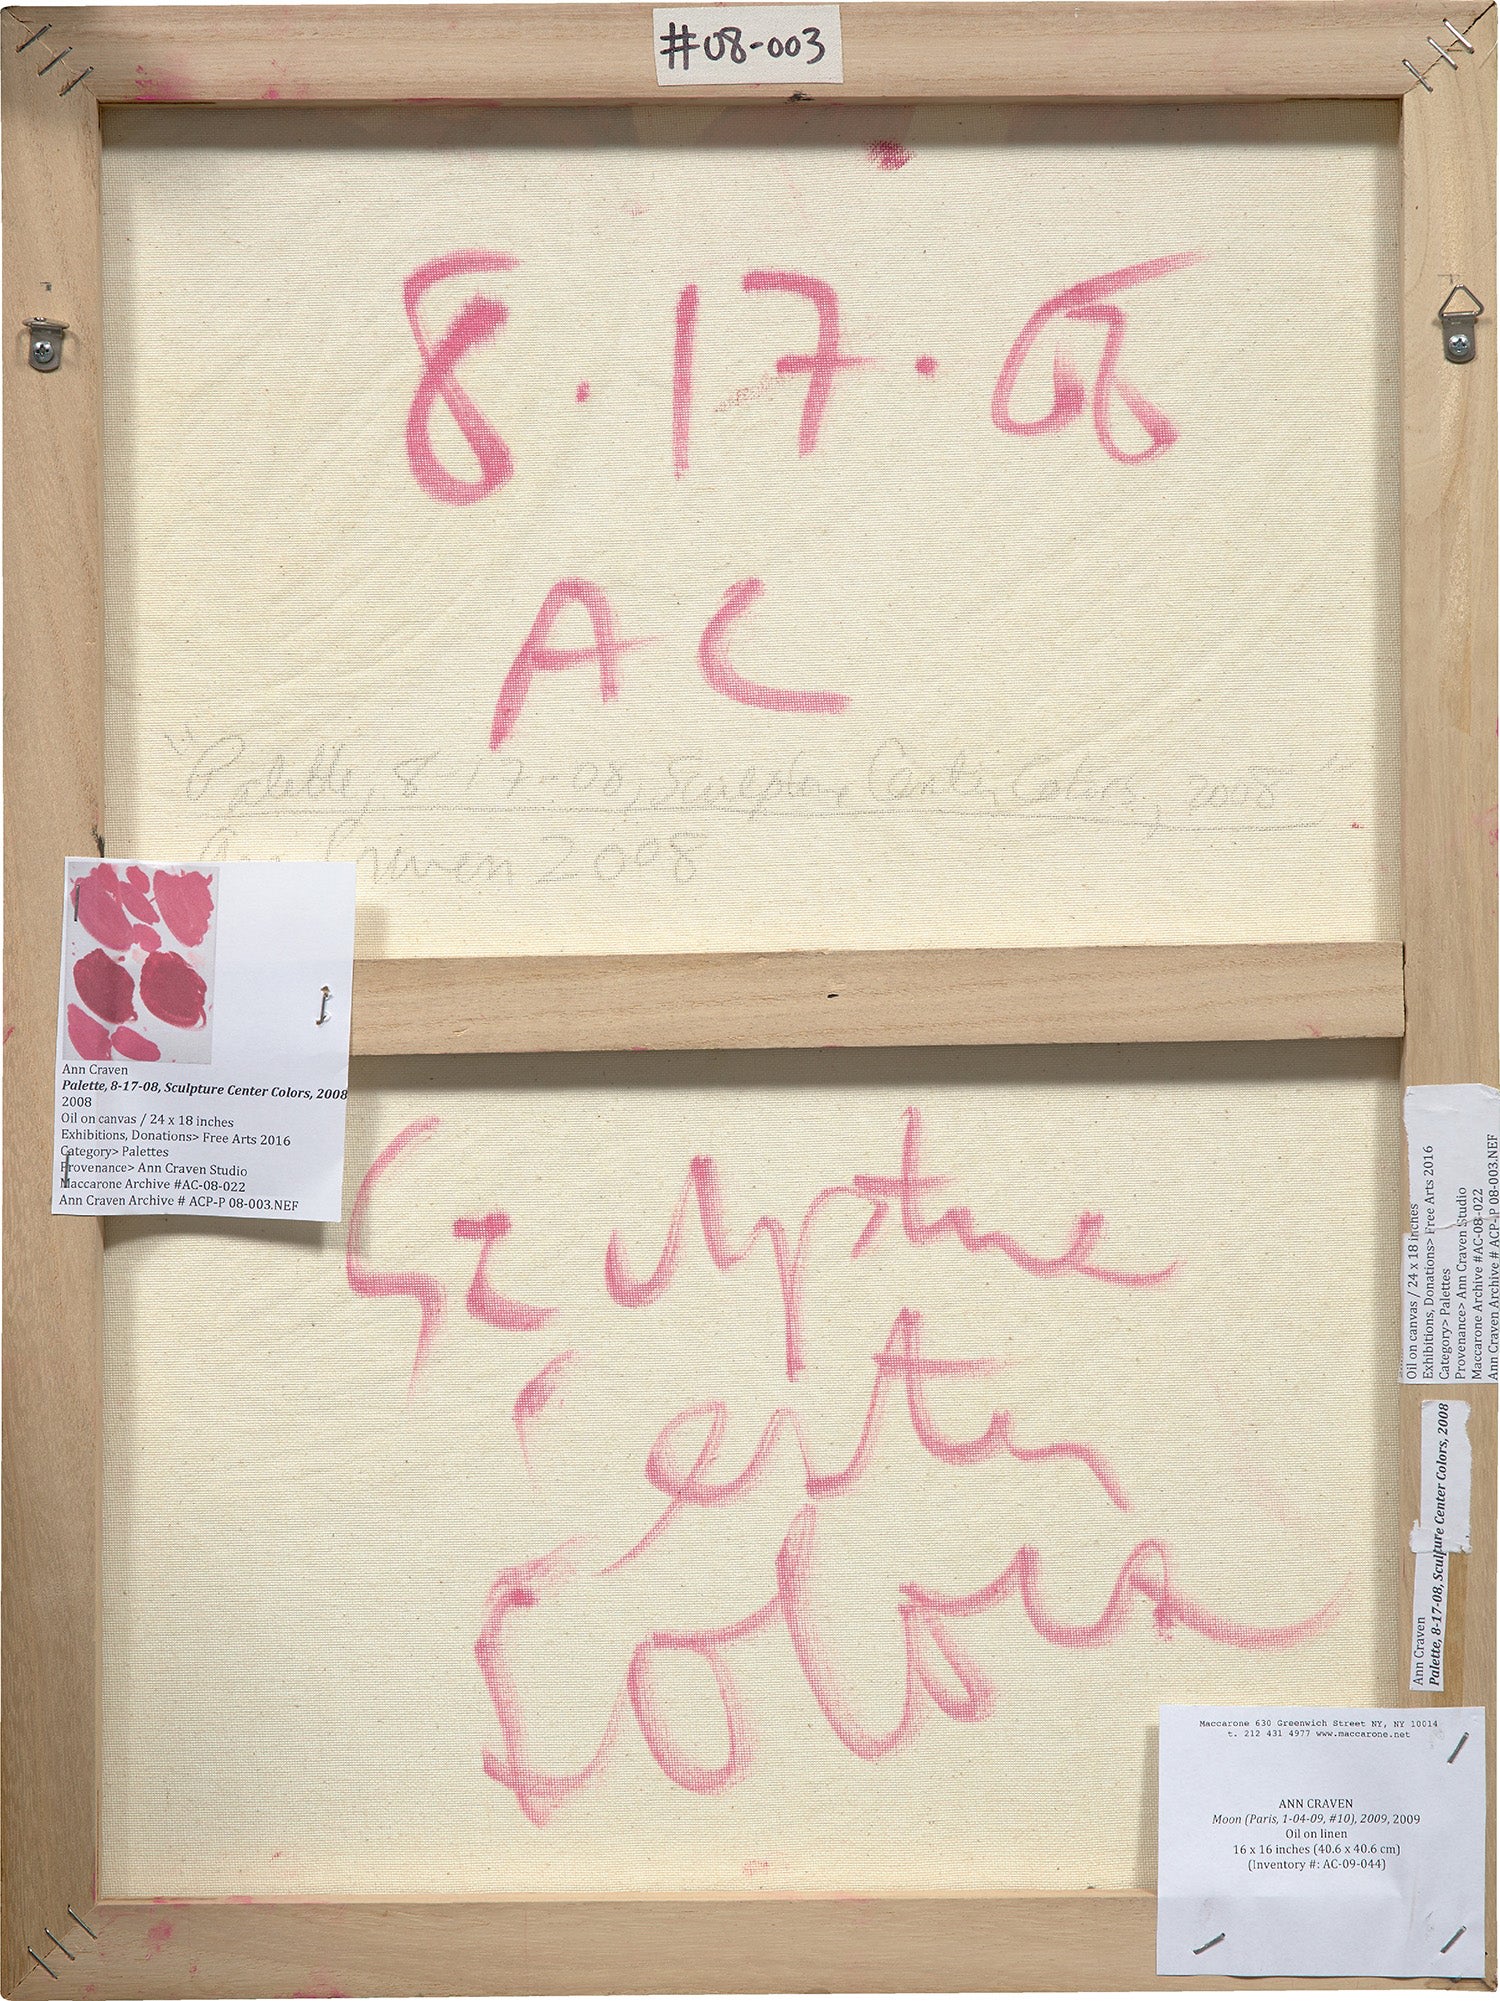 #08-003
8·17·08
AC
"Palette, 8-17-08, Sculpture Center Colors, 2008"
Ann Craven 2008
Ann Craven
Palette, 8-17-08, Sculpture Center Colors, 2008
2008
Oil on canvas / 24 x 18 inches
Exhibitions, Donations> Free Arts 2016
Category> Palettes
Provenance> Ann Craven Studio
Maccarone Archive #AC-08-022
Ann Craven Archive # ACP-P 08-003.NEF
Sculpture
Center
Colors
Oil on canvas / 24 x 18 inches
Exhibitions, Donations> Free Arts 2016
Category> Palettes
Provenance> Ann Craven Studio
Maccarone Archive #AC-08-022
Ann Craven Archive # ACP-P 08-003.NEF
Ann Craven
Palette, 8-17-08, Sculpture Center Colors, 2008
Maccarone 630 Greenwich Street NY, NY 10014
t. 212 431 4977 www.maccarone.net
ANN CRAVEN
Moon (Paris, 1-04-09, #10), 2009, 2009
Oil on linen
16 x 16 inches (40.6 x 40.6 cm)
(Inventory #: AC-09-044)